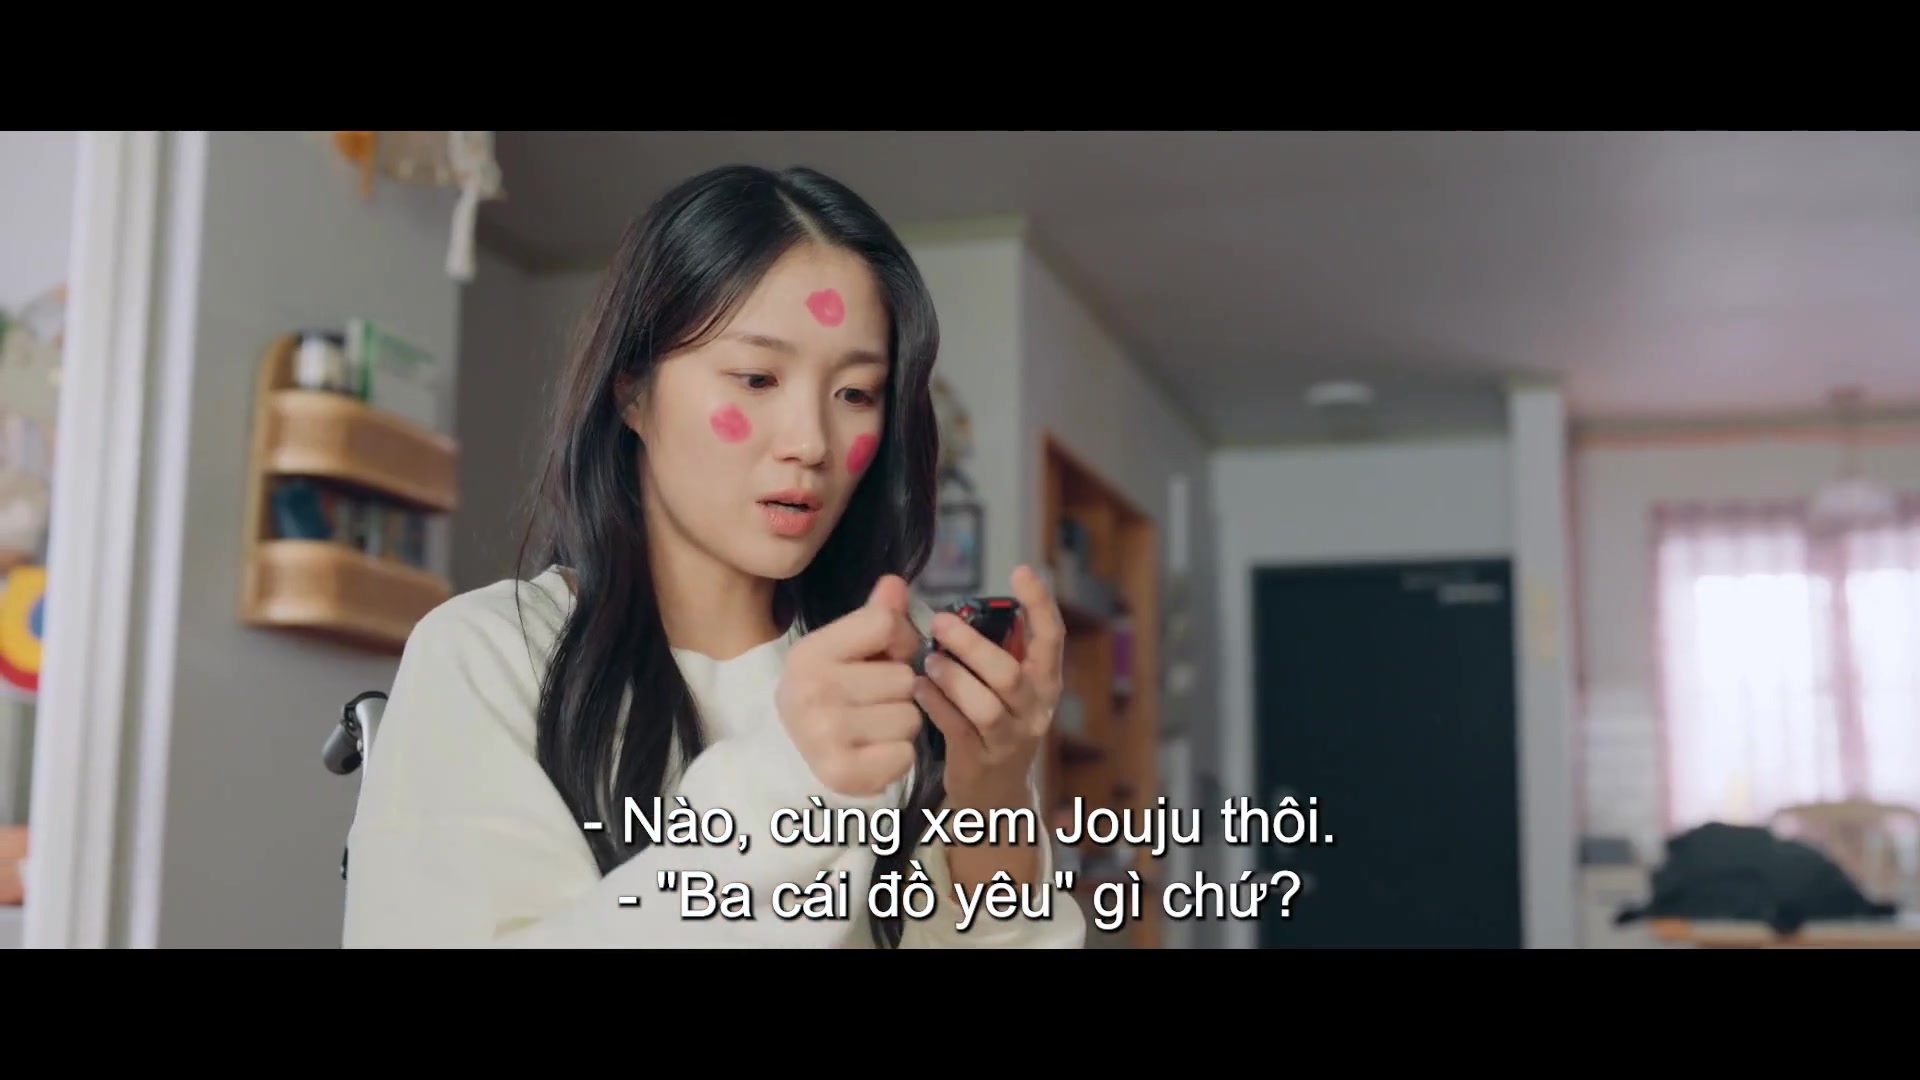 - Nào, cùng xem Jouju thôi.
- "Ba cái đồ yêu" gì chứ?